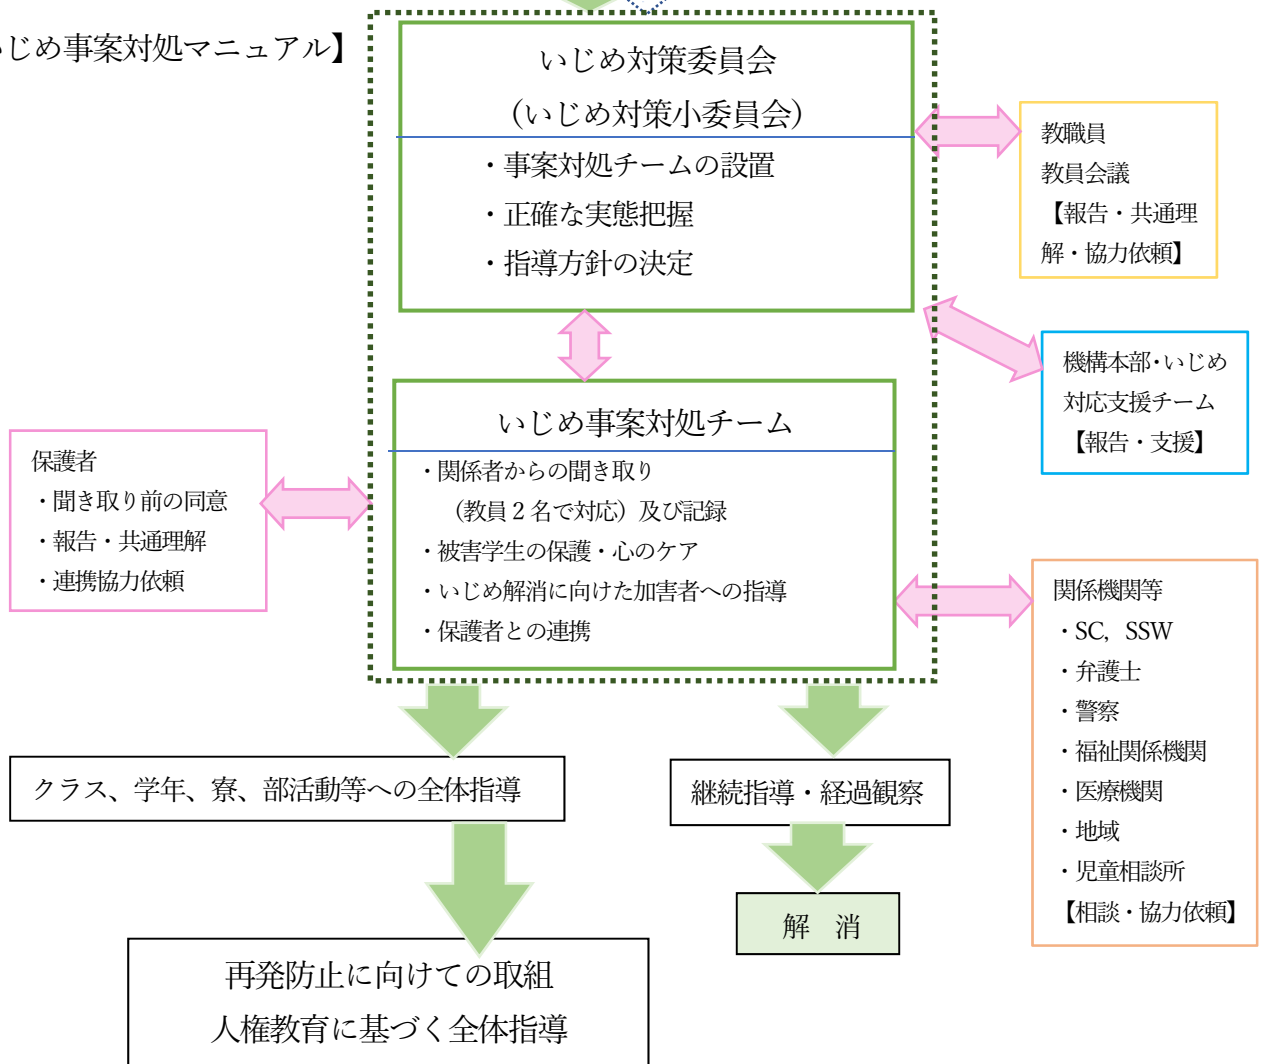 じめ事案対処マニュアル】
いじめ対策委員会
(いじめ対策小委員会)
・事案対処チームの設置
・正確な実態把握
・指導方針の決定
教職員
教員会議
【報告・共通理
解・協力依頼】
機構本部・いじめ
対応支援チーム
【報告・支援】
いじめ事案対処チーム
・関係者からの聞き取り
（教員２名で対応）及び記録
・被害学生の保護・心のケア
・いじめ解消に向けた加害者への指導
・保護者との連携
保護者
・聞き取り前の同意
・報告・共通理解
・連携協力依頼
関係機関等
・SC，SSW
・弁護士
・警察
・福祉関係機関
・医療機関
・地域
・児童相談所
【相談・協力依頼】
クラス、学年、寮、部活動等への全体指導
継続指導・経過観察
解　消
再発防止に向けての取組
人権教育に基づく全体指導